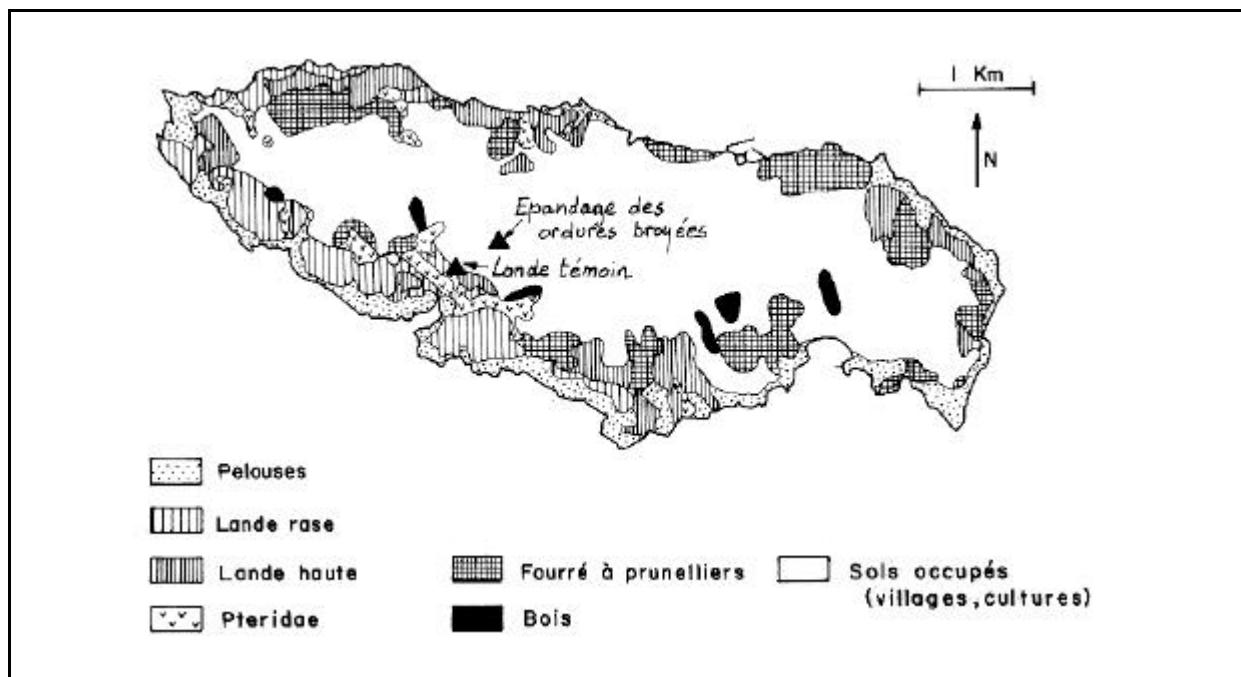 1 Km
N
Epandage des
ordures broyées
Lande témoin
Pelouses
Lande rase
Lande haute
Pteridae
Fourré à prunelliers
Bois
Sols occupés
(villages, cultures)